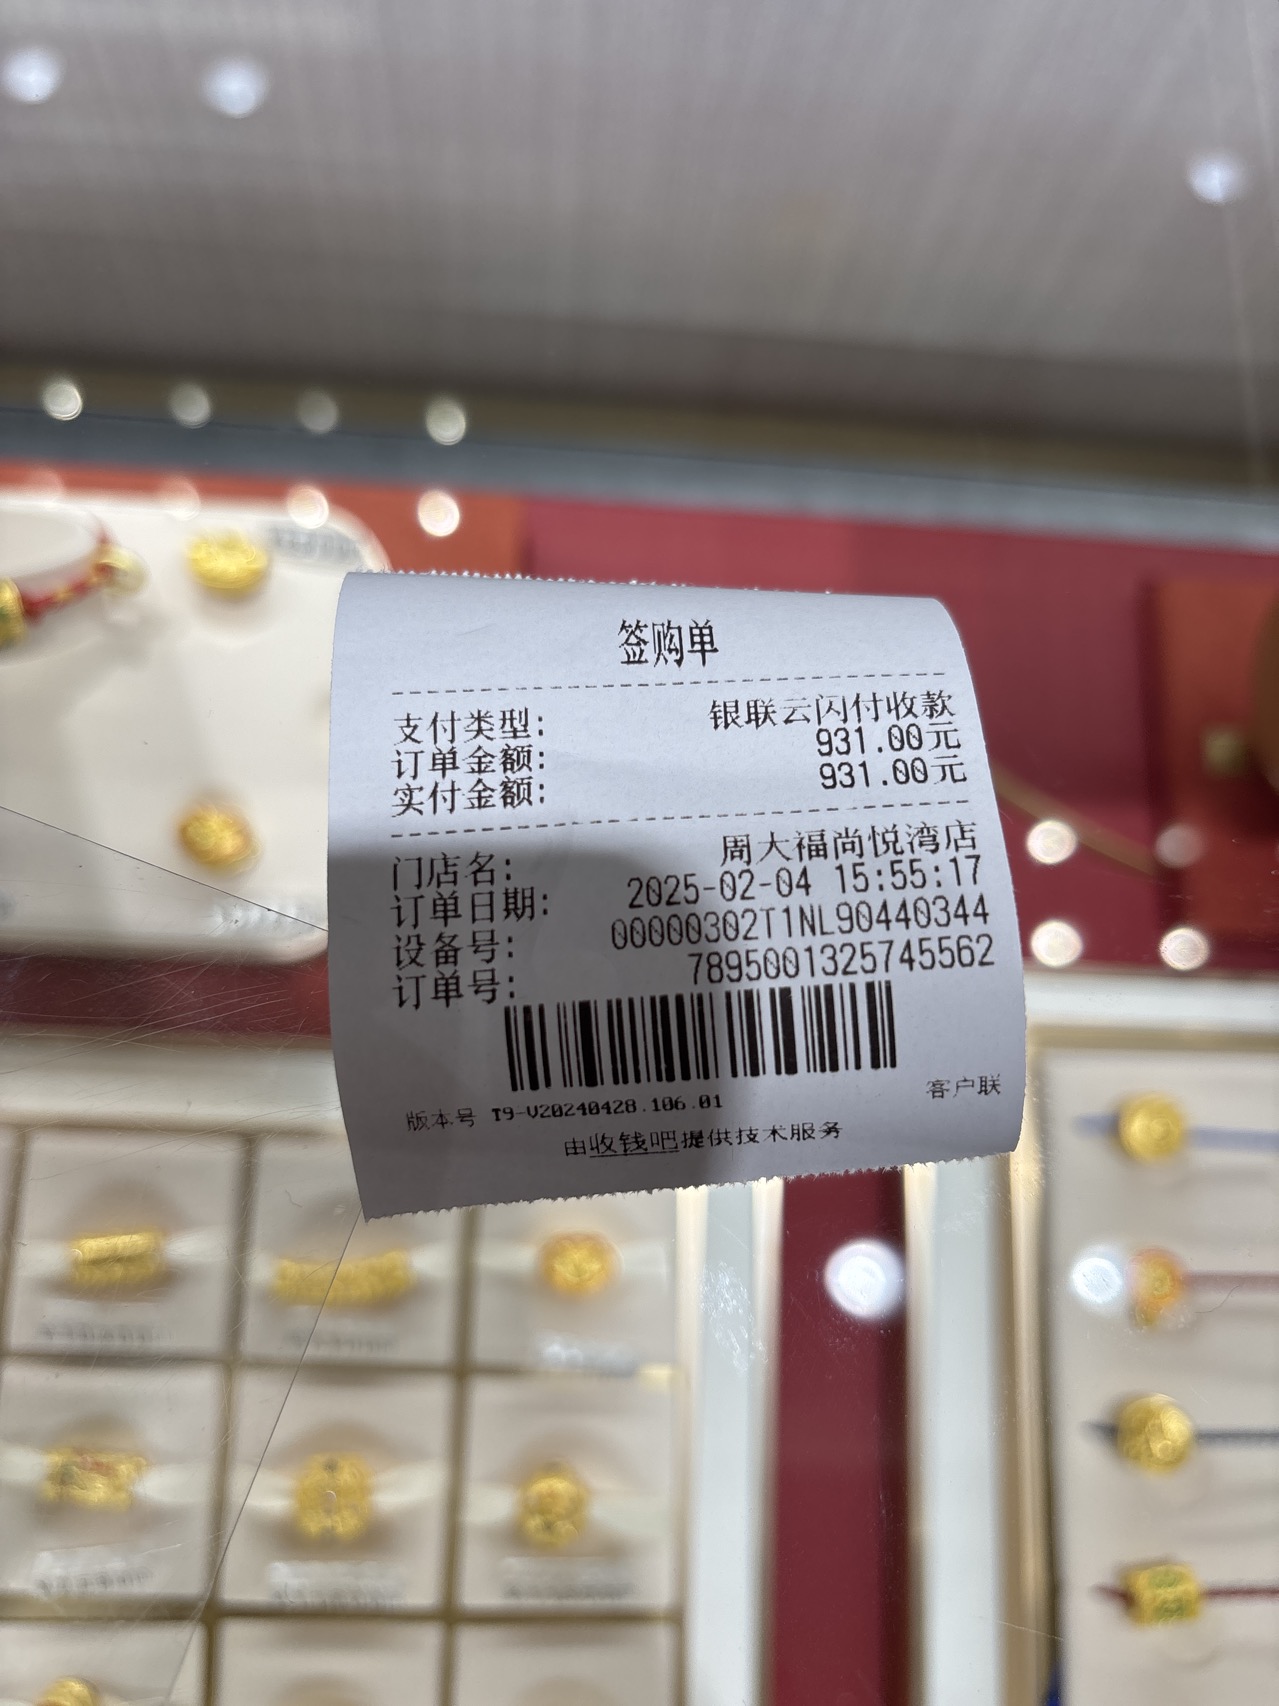 签购单
支付类型: 银联云闪付收款
订单金额: 931.00元
实付金额: 931.00元
门店名: 周大福尚悦湾店
订单日期: 2025-02-04 15:55:17
设备号: 00000302T1NL90440344
订单号: 7895001325745562
客户联
版本号 T9-V20240428.106.01
由收钱吧提供技术服务